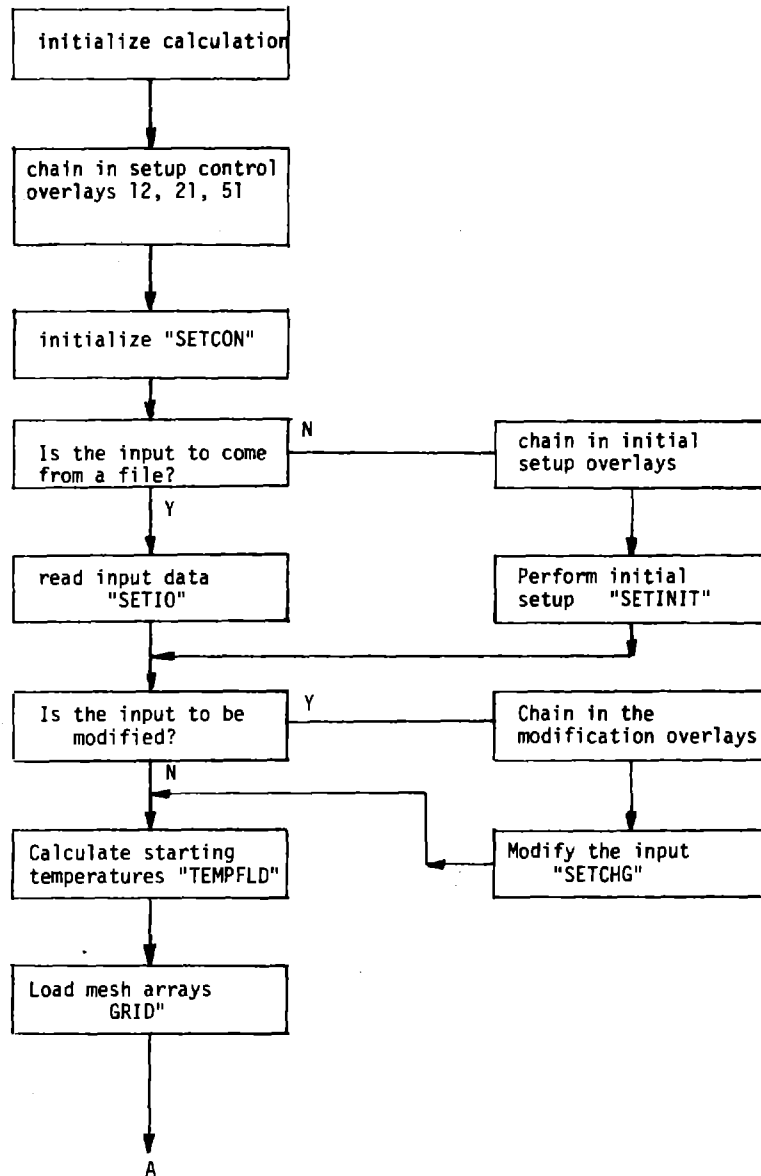 initialize calculation
chain in setup control
overlays 12, 21, 51
initialize "SETCON"
Is the input to come
from a file?
N
chain in initial
setup overlays
Y
read input data
"SETIO"
Perform initial
setup "SETINIT"
Is the input to be
modified?
Y
Chain in the
modification overlays
N
Calculate starting
temperatures "TEMPFLD"
Modify the input
"SETCHG"
Load mesh arrays
GRID"
A